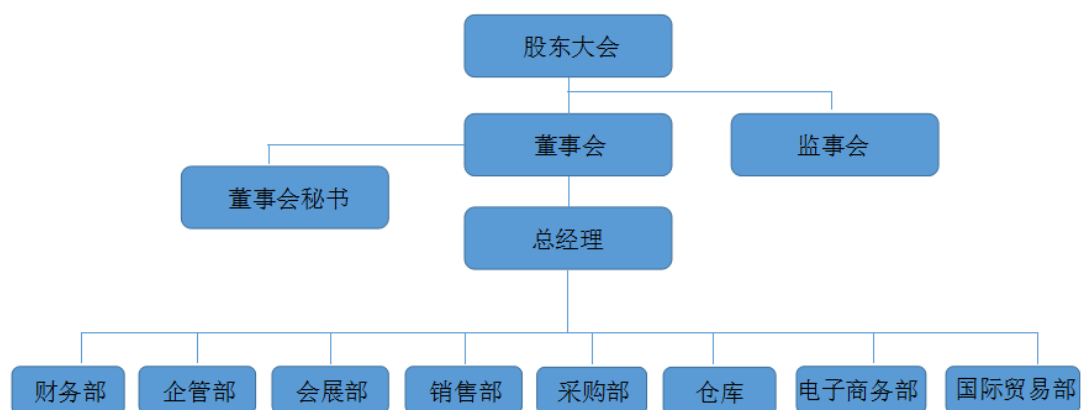 股东大会
董事会
监事会
董事会秘书
总经理
财务部
企管部
会展部
销售部
采购部
仓库
电子商务部
国际贸易部